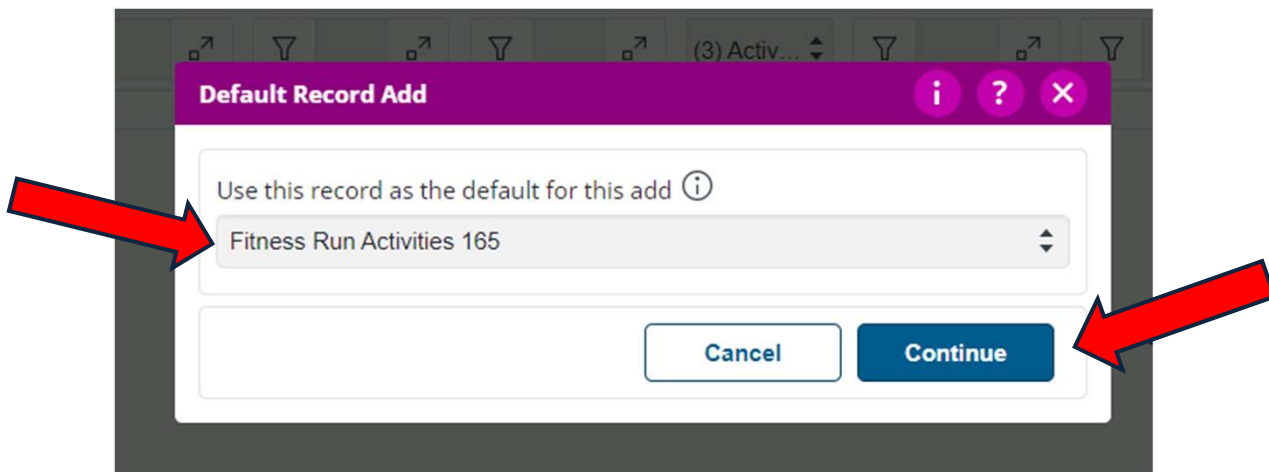 (3) Activ...
Default Record Add
i ? ×
Use this record as the default for this add i
Fitness Run Activities 165
Cancel Continue